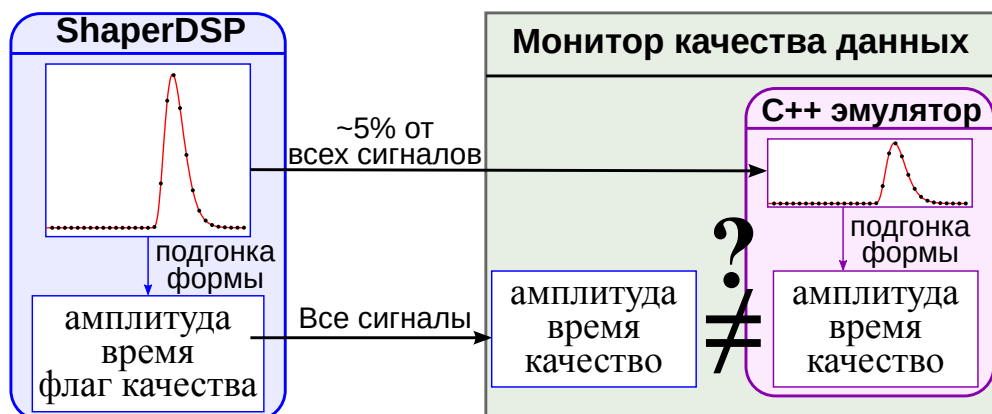 ShaperDSP
подгонка
формы
амплитуда
время
флаг качества
~5% от
всех сигналов
Все сигналы
Монитор качества данных
C++ эмулятор
подгонка
формы
амплитуда
время
качество
?
≠
амплитуда
время
качество